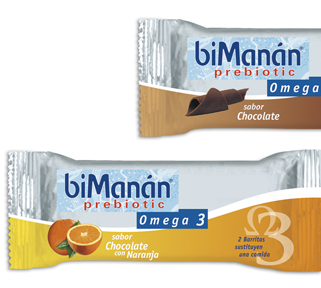 biManán®
prebiotic
Omega
sabor
Chocolate
biManán®
prebiotic
Omega 3
sabor
Chocolate
con Naranja
2 Barritas
sustituyen
una comida